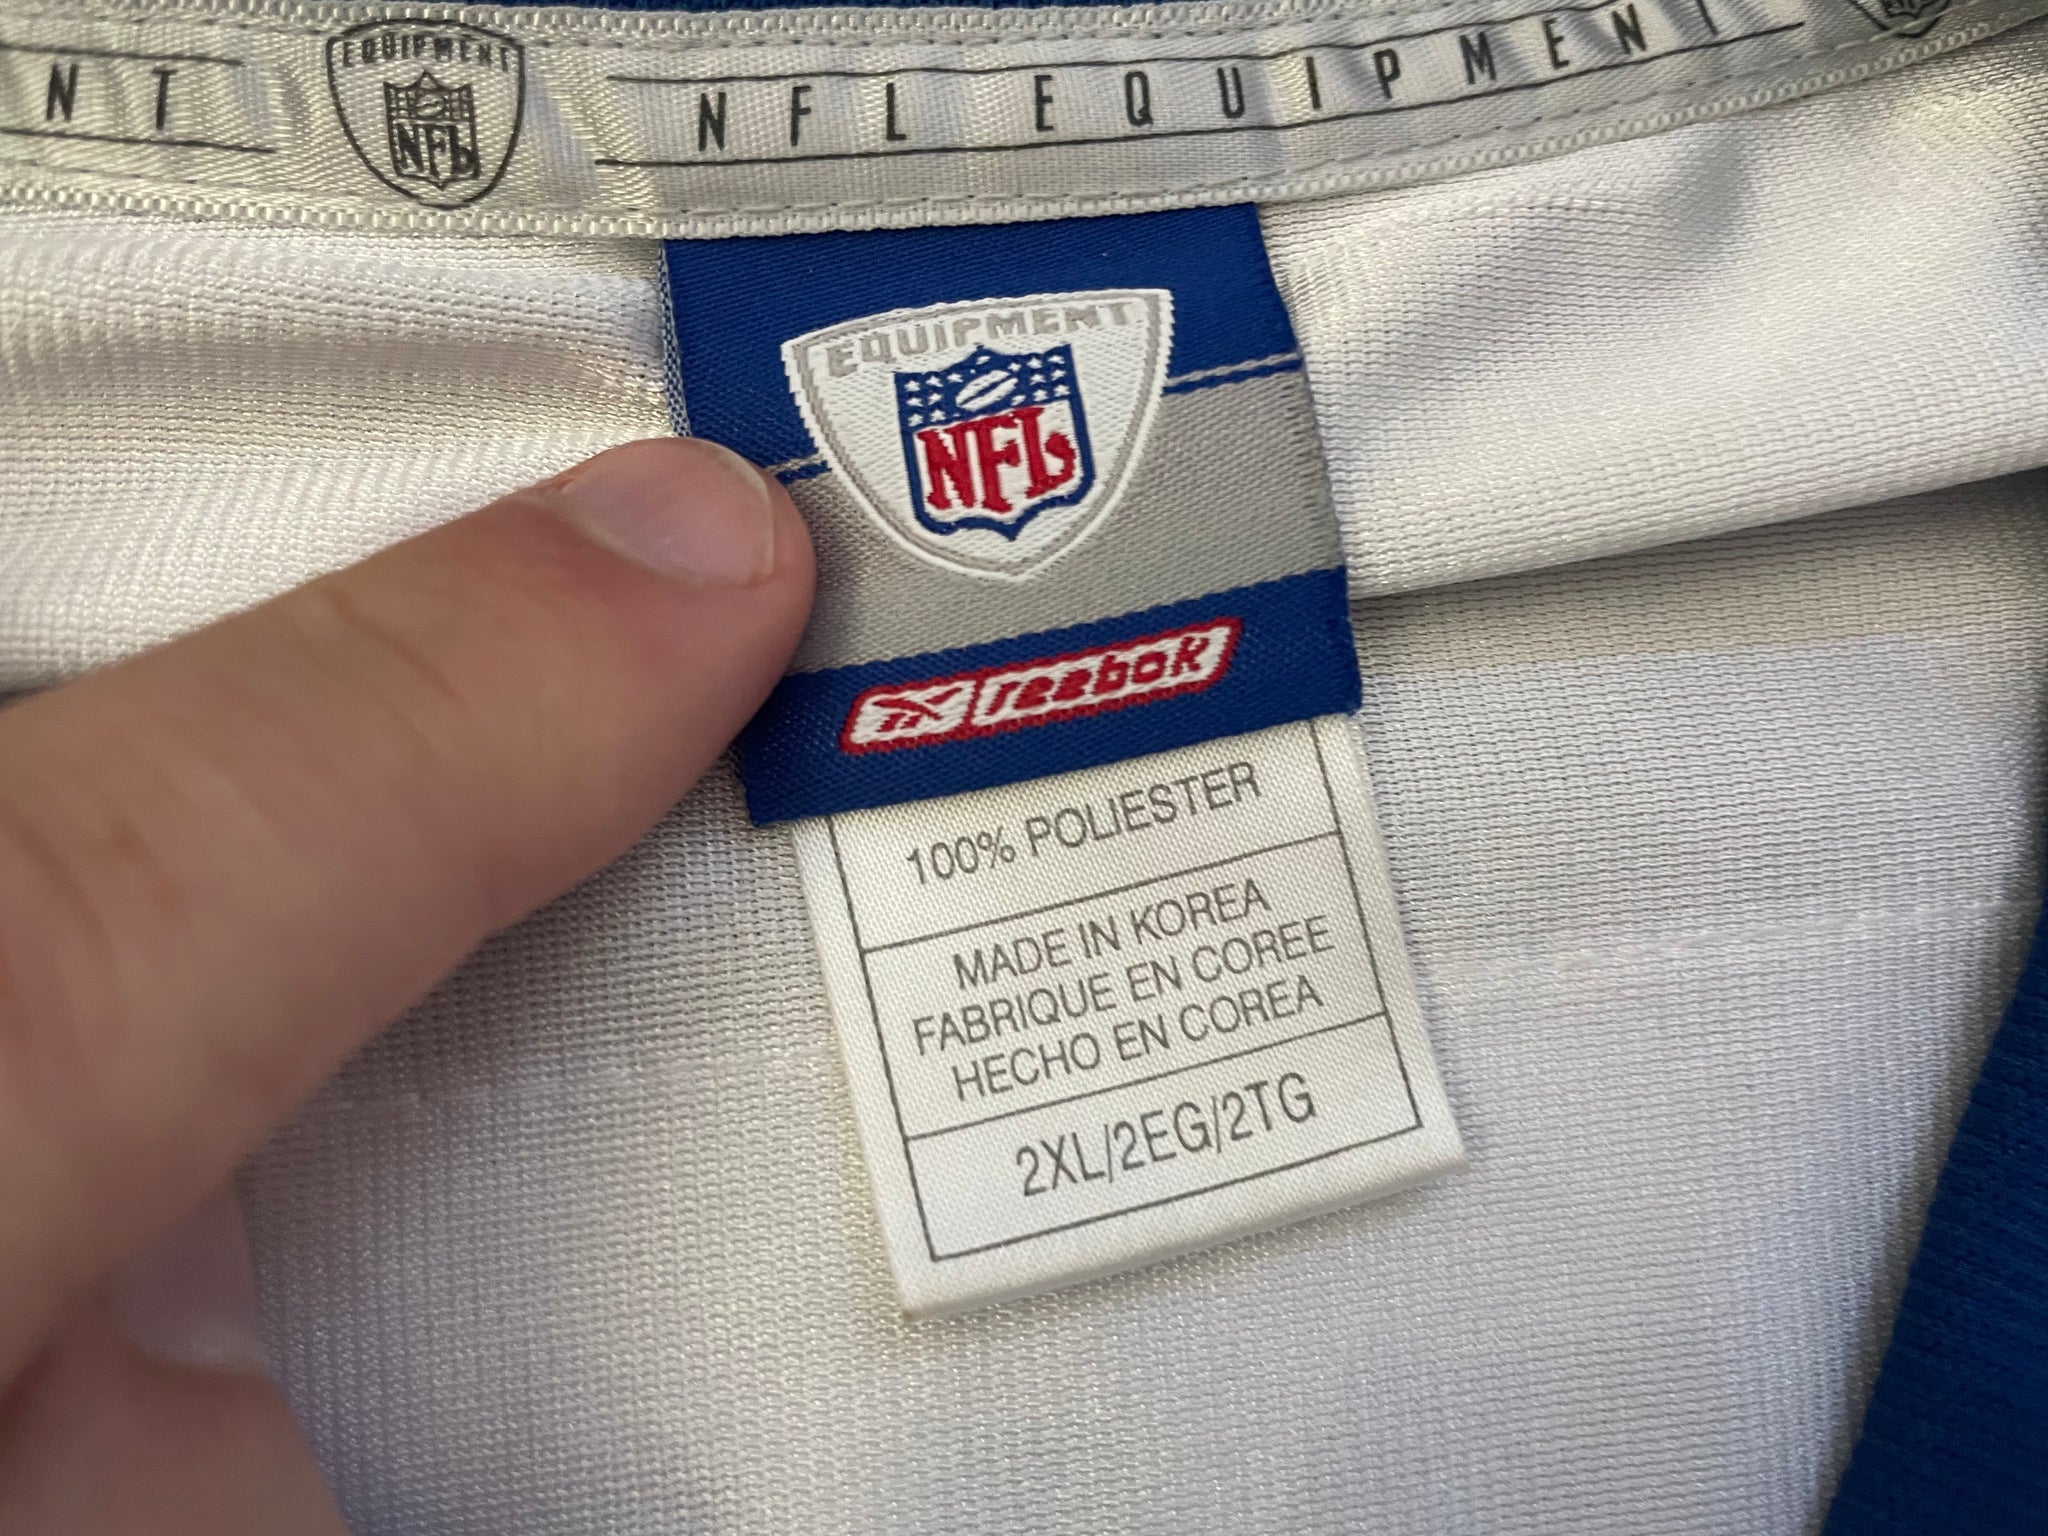 NT
EQUIPMENT
NFL
NFL EQUIPMENT
EQUIPMENT
NFL
Reebok
100% POLIESTER
MADE IN KOREA
FABRIQUE EN COREE
HECHO EN COREA
2XL/2EG/2TG